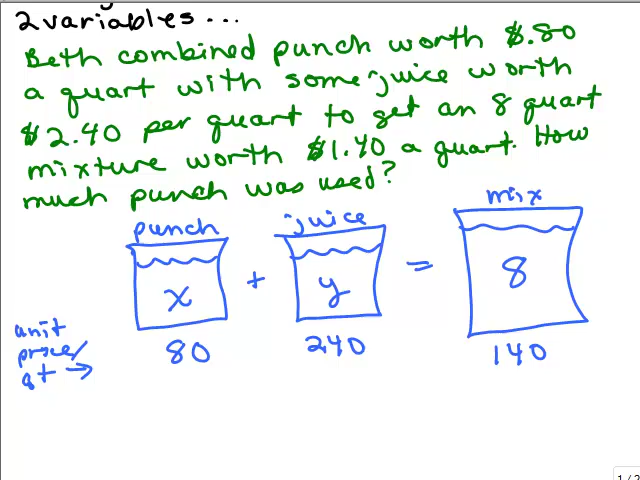 2 variables...
Beth combined punch worth $.80
a quart with some juice worth
$2.40 per quart to get an 8 quart
mixture worth $1.40 a quart. How
much punch was used?
punch juice mix
x + y = 8
unit
price/
qt → 80 240 140
1/2